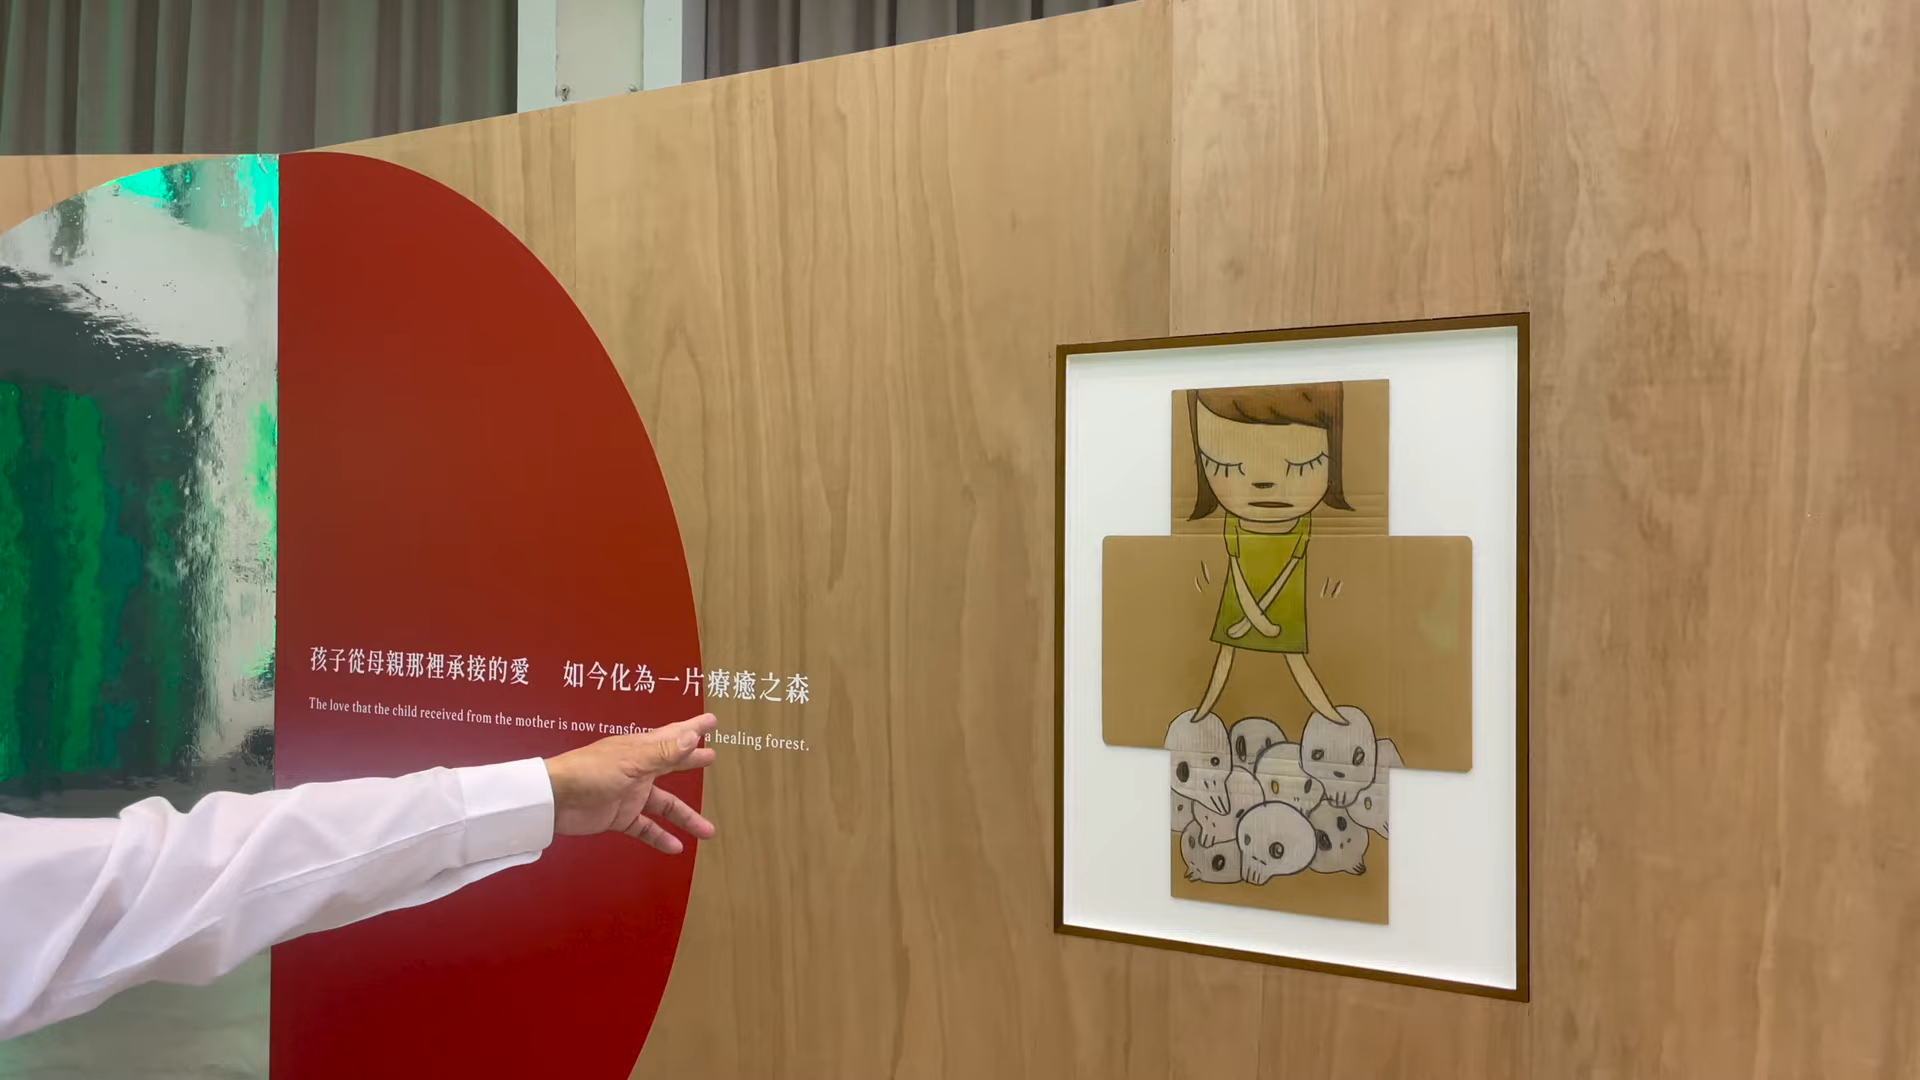 孩子從母親那裡承接的愛 如今化為一片療癒之森
The love that the child received from the mother is now a healing forest.